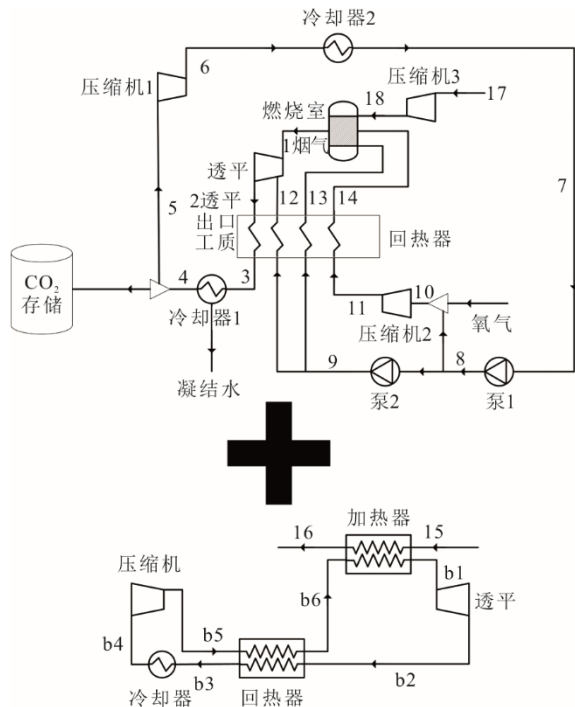 冷却器2
6
压缩机1
压缩机3
燃烧室
18
17
1烟气
透平
5
2透平
出口
工质
12
13
14
回热器
7
CO2
存储
4
3
冷却器1
凝结水
11
10
压缩机2
氧气
9
8
泵2
泵1
加热器
16
15
压缩机
b1
透平
b6
b4
b5
b3
b2
冷却器
回热器